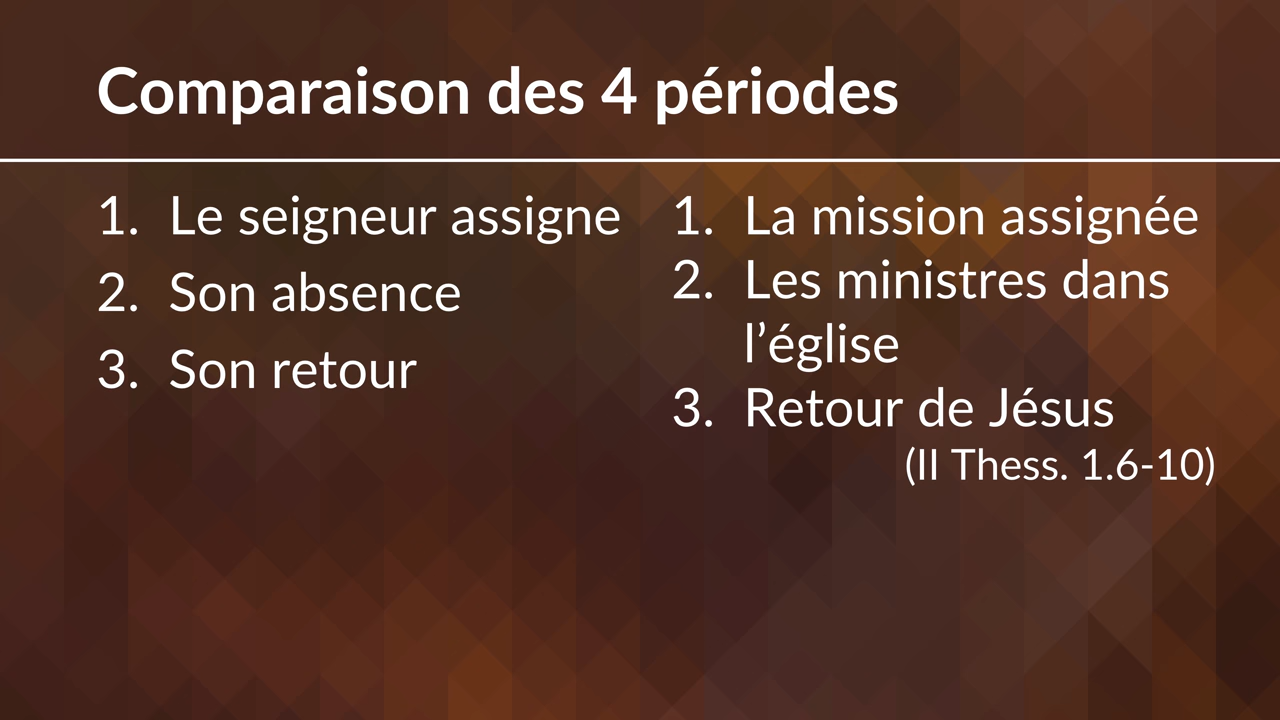 Comparaison des 4 périodes
1. Le seigneur assigne
2. Son absence
3. Son retour
1. La mission assignée
2. Les ministres dans
l’église
3. Retour de Jésus
(II Thess. 1.6-10)